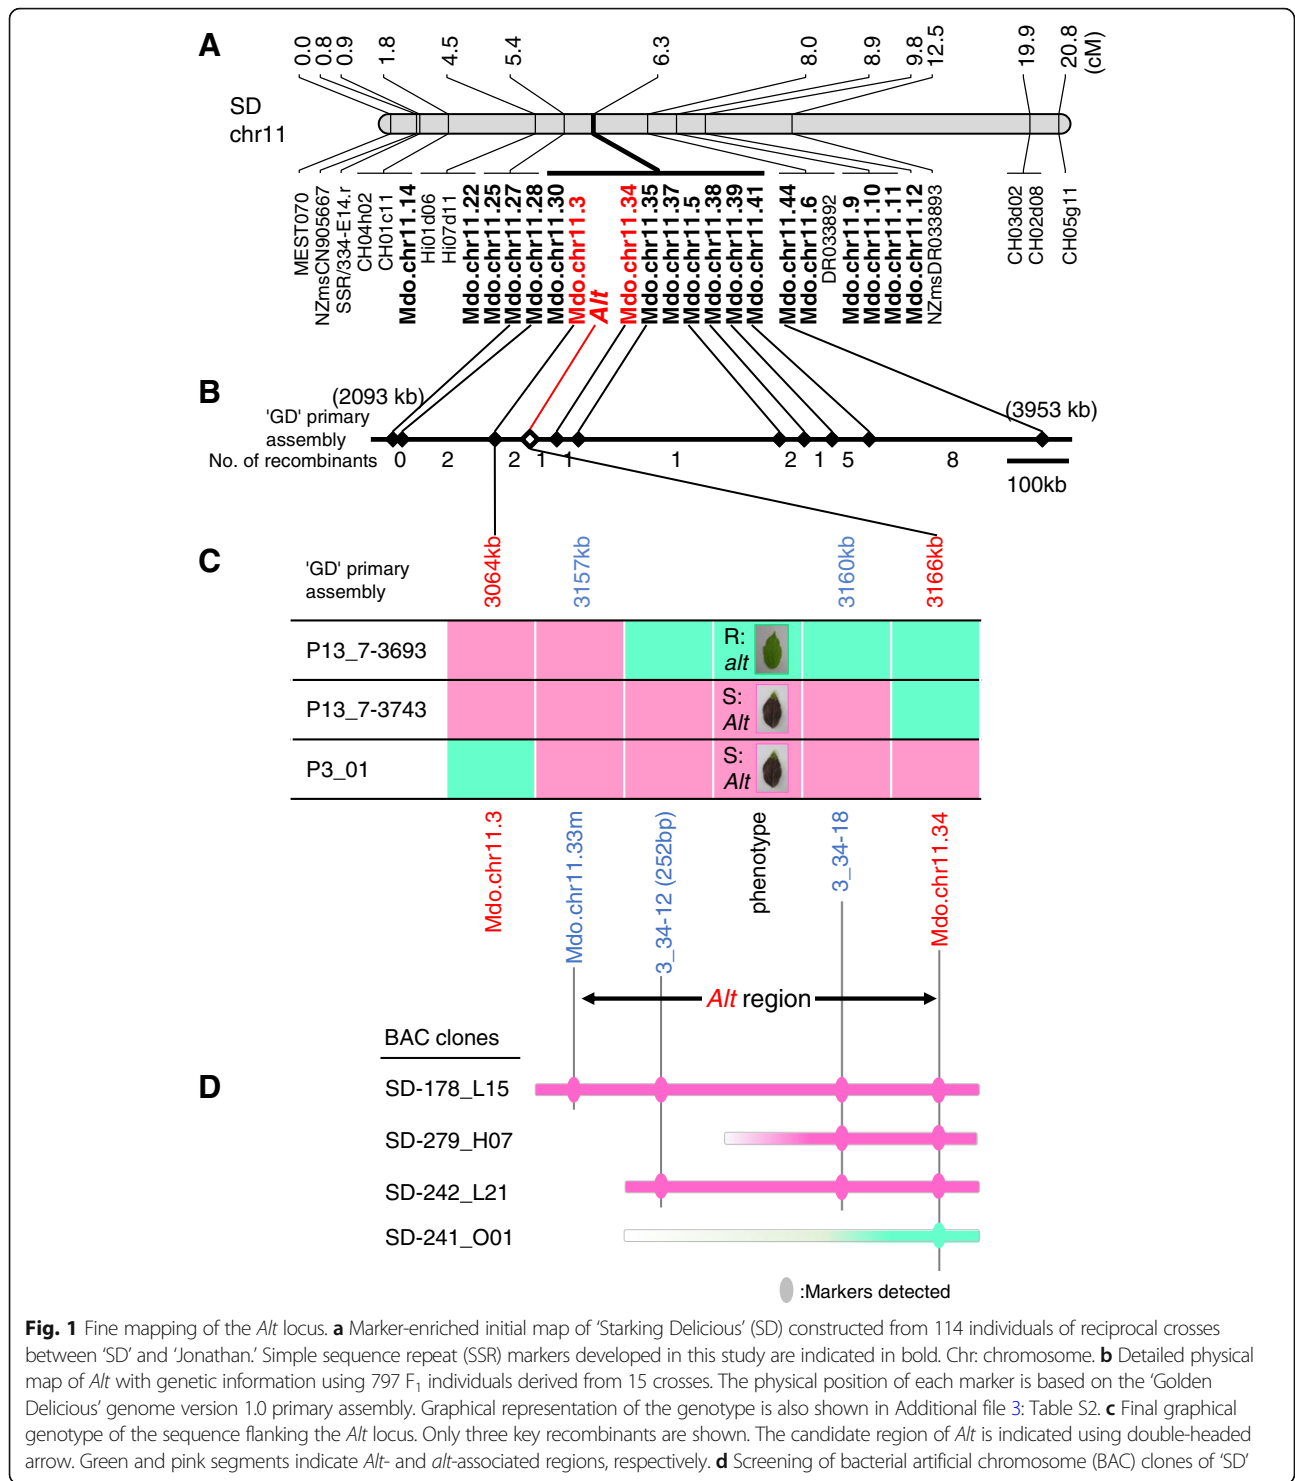 A
0.0
0.8
0.9
1.8
4.5
5.4
6.3
8.0
8.9
9.8
12.5
19.9
20.8
(cM)
SD
chr11
MEST070
NZmsCN905667
SSR/334-E14.r
CH04h02
CH01c11
Mdo.chr11.14
Hi01d06
Hi07d11
Mdo.chr11.22
Mdo.chr11.25
Mdo.chr11.27
Mdo.chr11.28
Mdo.chr11.30
Mdo.chr11.3
Alt
Mdo.chr11.34
Mdo.chr11.35
Mdo.chr11.37
Mdo.chr11.5
Mdo.chr11.38
Mdo.chr11.39
Mdo.chr11.41
Mdo.chr11.44
Mdo.chr11.6
DR033892
Mdo.chr11.9
Mdo.chr11.10
Mdo.chr11.11
Mdo.chr11.12
NZmsDR033893
CH03d02
CH02d08
CH05g11
B
(2093 kb)
(3953 kb)
'GD' primary
assembly
No. of recombinants 0 2 2 1 1 1 2 1 5 8
100kb
C
'GD' primary
assembly
3064kb
3157kb
3160kb
3166kb
P13_7-3693
R:
alt
P13_7-3743
S:
Alt
P3_01
S:
Alt
Mdo.chr11.3
Mdo.chr11.33m
3_34-12 (252bp)
phenotype
3_34-18
Mdo.chr11.34
Alt region
BAC clones
D
SD-178_L15
SD-279_H07
SD-242_L21
SD-241_O01
:Markers detected
Fig. 1 Fine mapping of the Alt locus. a Marker-enriched initial map of 'Starking Delicious' (SD) constructed from 114 individuals of reciprocal crosses
between 'SD' and 'Jonathan.' Simple sequence repeat (SSR) markers developed in this study are indicated in bold. Chr: chromosome. b Detailed physical
map of Alt with genetic information using 797 F1 individuals derived from 15 crosses. The physical position of each marker is based on the 'Golden
Delicious' genome version 1.0 primary assembly. Graphical representation of the genotype is also shown in Additional file 3: Table S2. c Final graphical
genotype of the sequence flanking the Alt locus. Only three key recombinants are shown. The candidate region of Alt is indicated using double-headed
arrow. Green and pink segments indicate Alt- and alt-associated regions, respectively. d Screening of bacterial artificial chromosome (BAC) clones of 'SD'